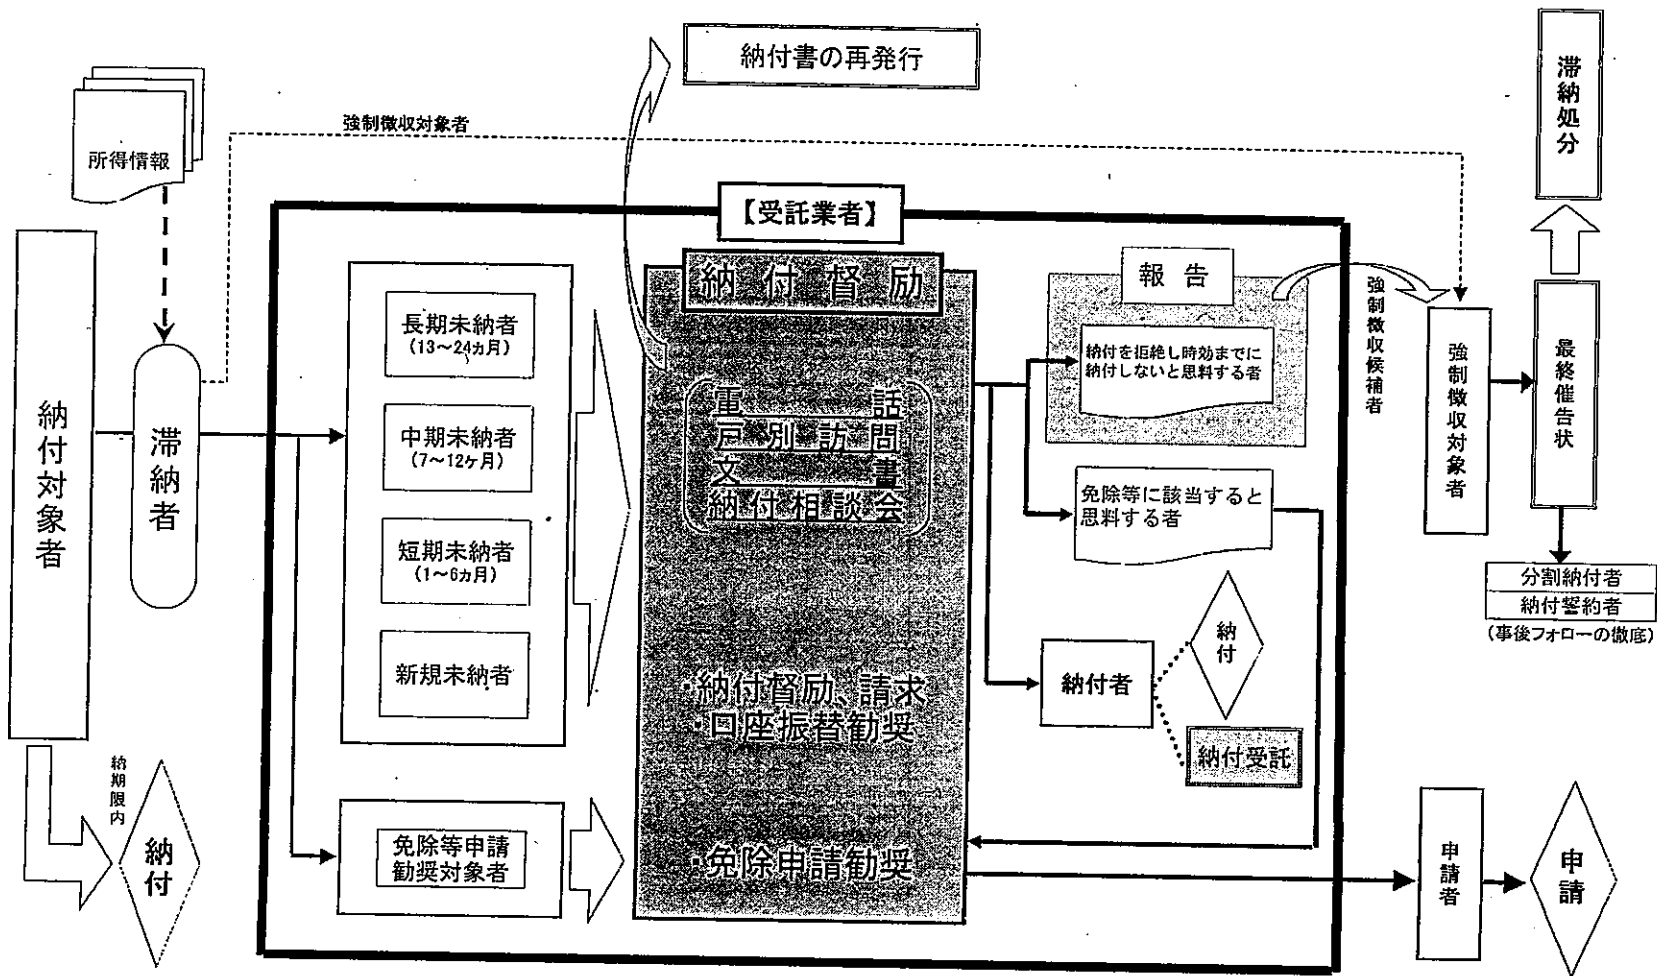 納付書の再発行
滞納処分
所得情報
強制徴収対象者
【受託業者】
納付督励
報告
強制徴収候補者
長期未納者
(13～24ヵ月)
納付を拒絶し時効までに
納付しないと思料する者
電話
戸別訪問
文書
納付相談会
納付対象者
滞納者
中期未納者
(7～12ヶ月)
強制徴収対象者
最終催告状
免除等に該当すると
思料する者
短期未納者
(1～6ヵ月)
分割納付者
納付誓約者
(事後フォローの徹底)
新規未納者
・納付督励、請求
・口座振替勧奨
納付者
納付
納付受託
納期限内
納付
免除等申請
勧奨対象者
・免除申請勧奨
申請者
申請